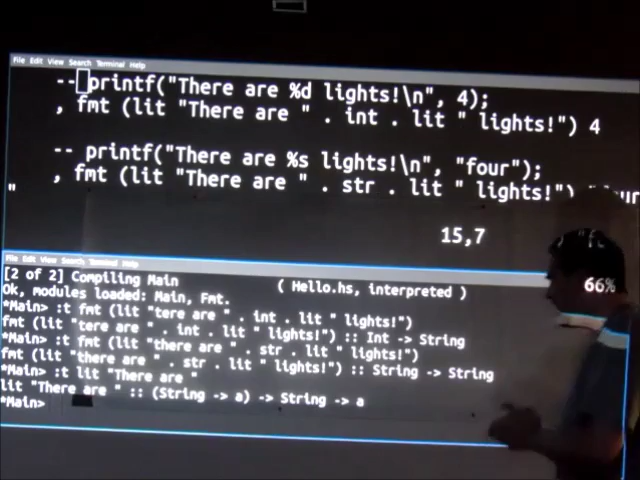 File Edit View Search Terminal Help
-- printf("There are %d lights!\n", 4);
, fmt (lit "There are " . int . lit " lights!") 4
-- printf("There are %s lights!\n", "four");
, fmt (lit "There are " . str . lit " lights!")
"
15,7
66%
File Edit View Search Terminal Help
[2 of 2] Compiling Main ( Hello.hs, interpreted )
Ok, modules loaded: Main, Fmt.
*Main> :t fmt (lit "tere are " . int . lit " lights!")
fmt (lit "tere are " . int . lit " lights!") :: Int -> String
*Main> :t fmt (lit "there are " . str . lit " lights!")
fmt (lit "there are " . str . lit " lights!") :: String -> String
*Main> :t lit "There are "
lit "There are " :: (String -> a) -> String -> a
*Main>